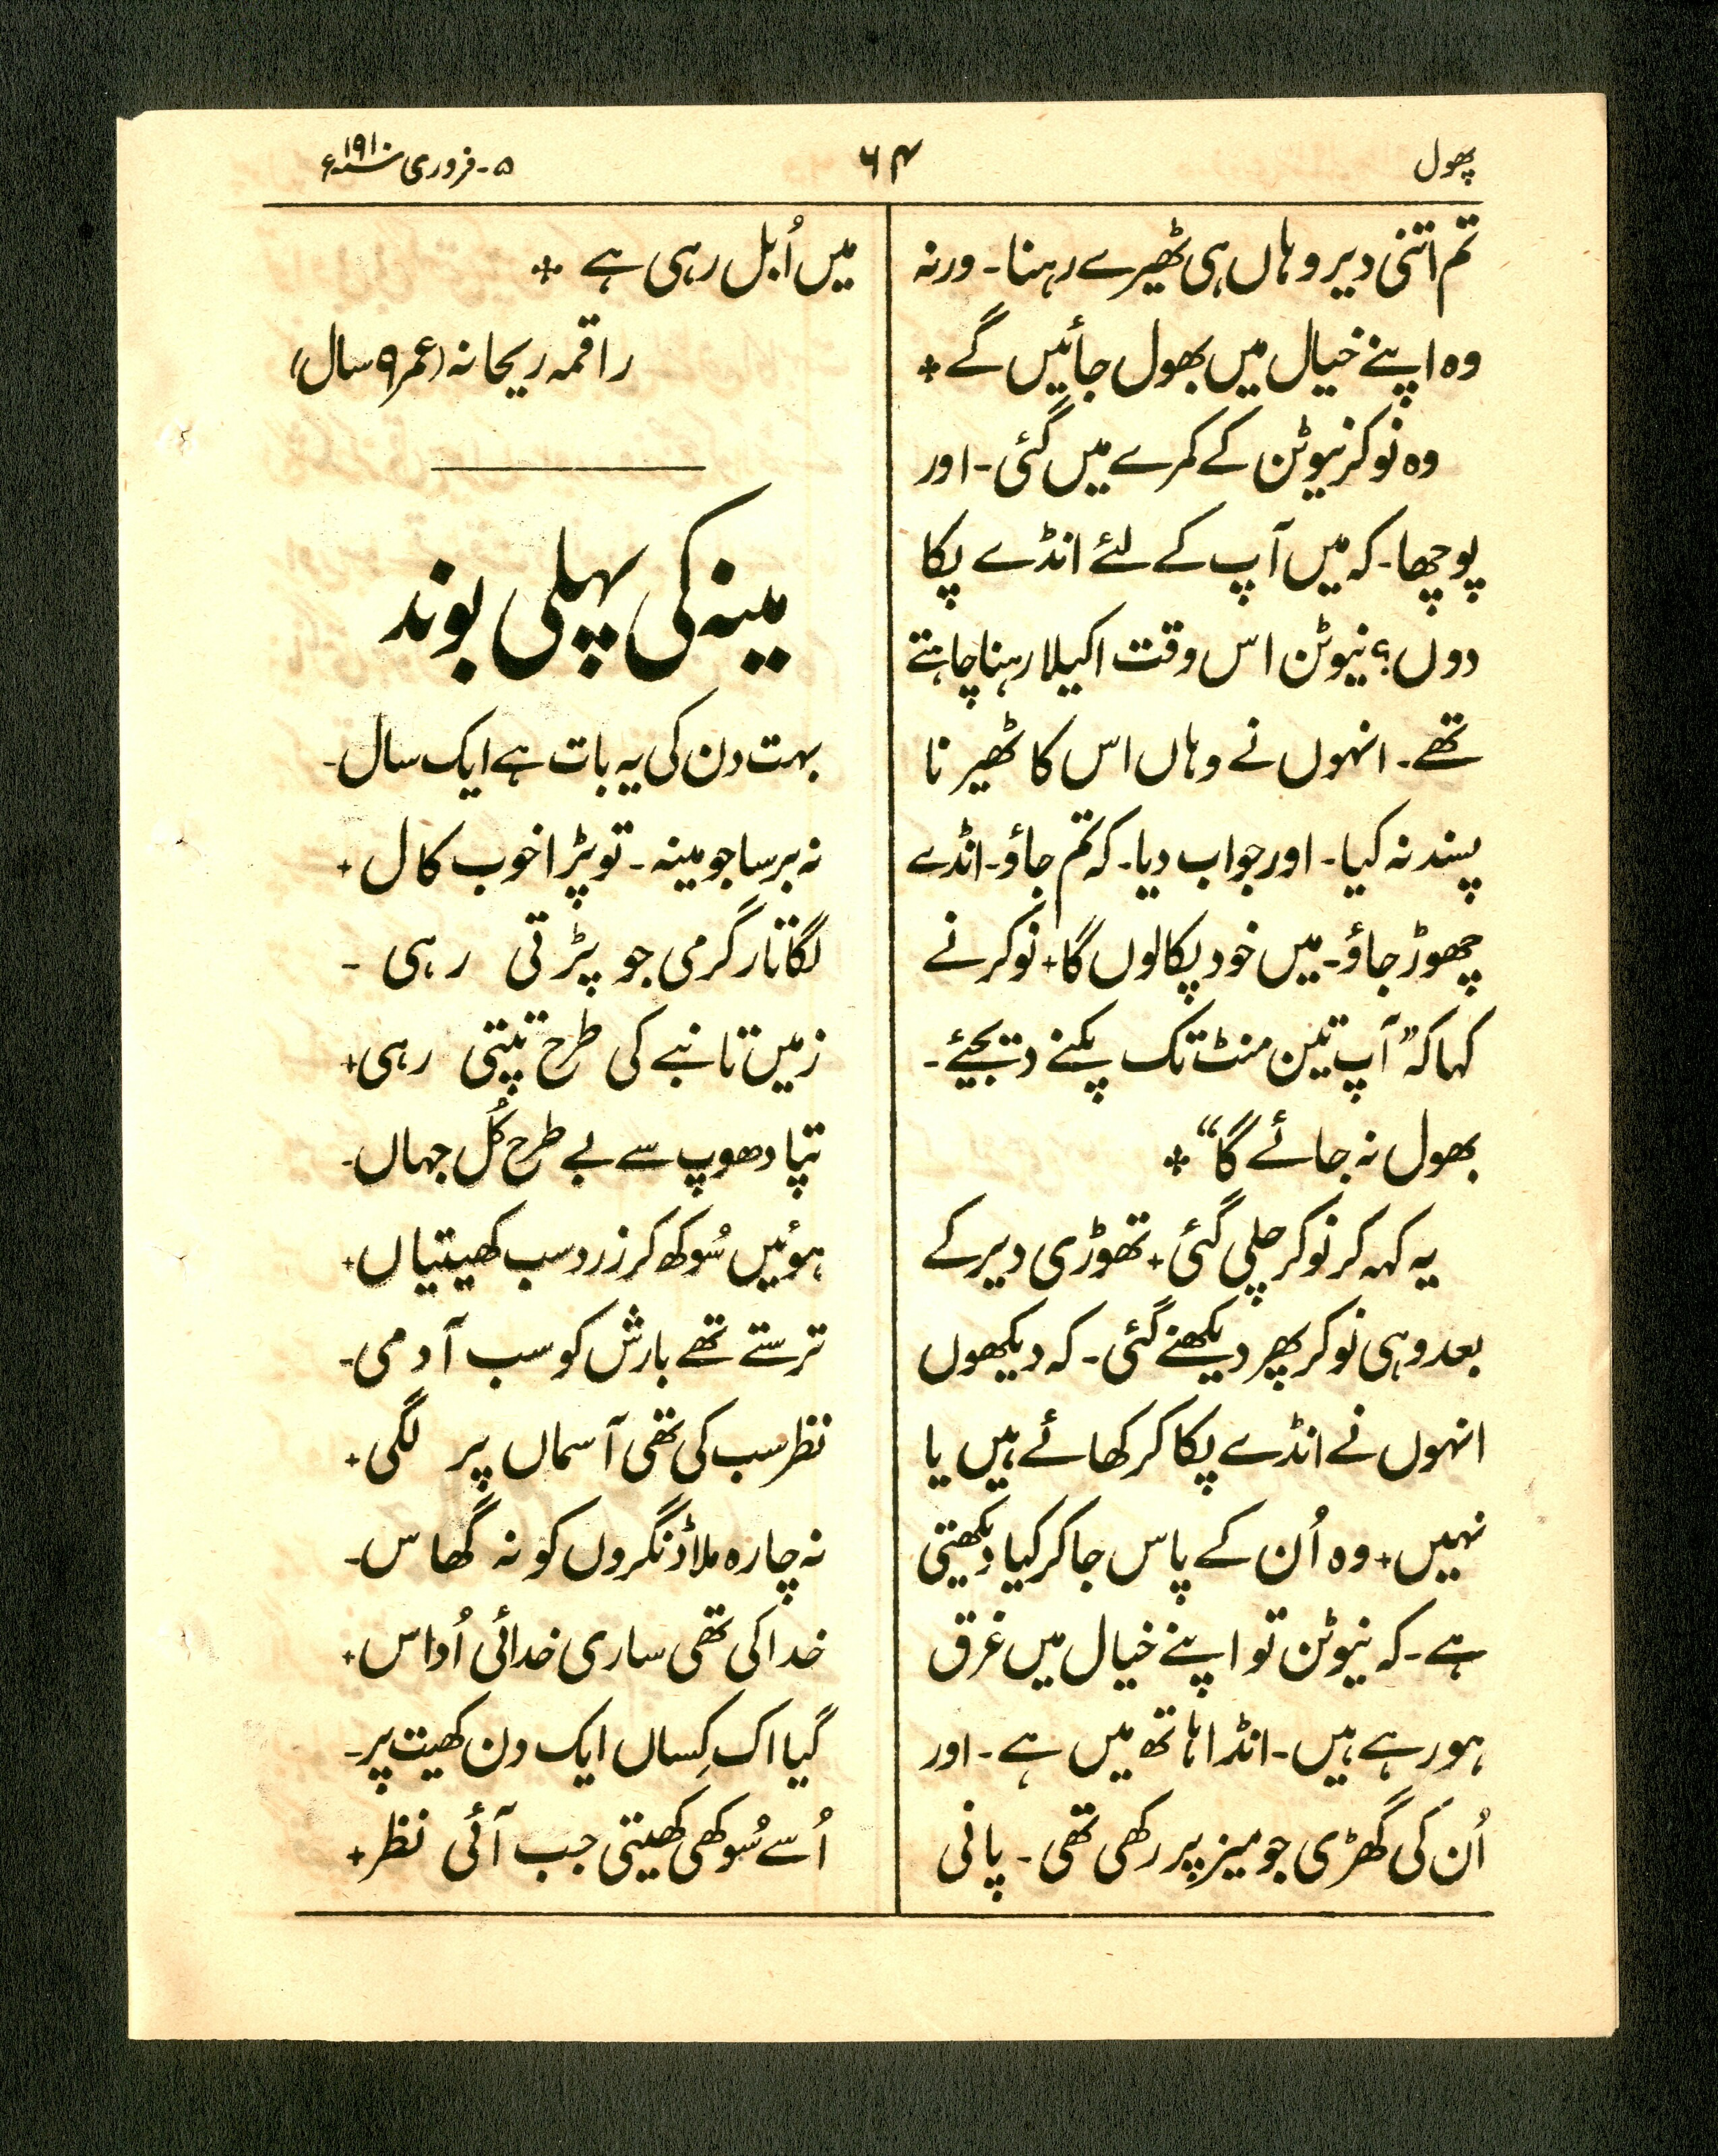 پھول
۶۴
۵-فروری سنہ ۱۹۱۰ء
تم اتنی دیر وہاں ہی ٹھیرے رہنا۔ ورنہ
وہ اپنے خیال میں بھول جائیں گے +
وہ نوکر نیوٹن کے کمرے میں گئی۔ اور
پوچھا۔ کہ میں آپ کے لئے انڈے پکا
دوں؟ نیوٹن اس وقت اکیلا رہنا چاہتے
تھے۔ انہوں نے وہاں اس کا ٹھیرنا
پسند نہ کیا۔ اور جواب دیا۔ کہ تم جاؤ۔ انڈے
چھوڑ جاؤ۔ میں خود پکا لوں گا+ نوکر نے
کہا کہ ”آپ تین منٹ تک پکنے دیجئے۔
بھول نہ جائے گا“ +
یہ کہہ کر نوکر چلی گئی+ تھوڑی دیر کے
بعد وہی نوکر پھر دیکھنے گئی۔ کہ دیکھوں
انہوں نے انڈے پکا کر کھائے ہیں یا
نہیں+ وہ اُن کے پاس جا کر کیا دیکھتی
ہے۔ کہ نیوٹن تو اپنے خیال میں غرق
ہو رہے ہیں۔ انڈا ہاتھ میں ہے۔ اور
اُن کی گھڑی جو میز پر رکھی تھی۔ پانی
میں اُبل رہی ہے +
راقمہ ریحانہ (عمر ۹ سال)
مینہ کی پہلی بوند
بہت دن کی یہ بات ہے ایک سال۔
نہ برسا جو مینہ۔ تو پڑا خوب کال+
لگاتار گرمی جو پڑتی رہی ۔
زمیں تانبے کی طرح تپتی رہی+
تپا دھوپ سے بے طرح کُل جہاں۔
ہوئیں سُوکھ کر زرد سب کھیتیاں+
ترستے تھے بارش کو سب آدمی۔
نظر سب کی تھی آسماں پر لگی+
نہ چارہ ملا ڈنگروں کو نہ گھاس۔
خدا کی تھی ساری خدائی اُداس+
گیا اک کِساں ایک دن کھیت پر۔
اُسے سُوکھی کھیتی جب آئی نظر+